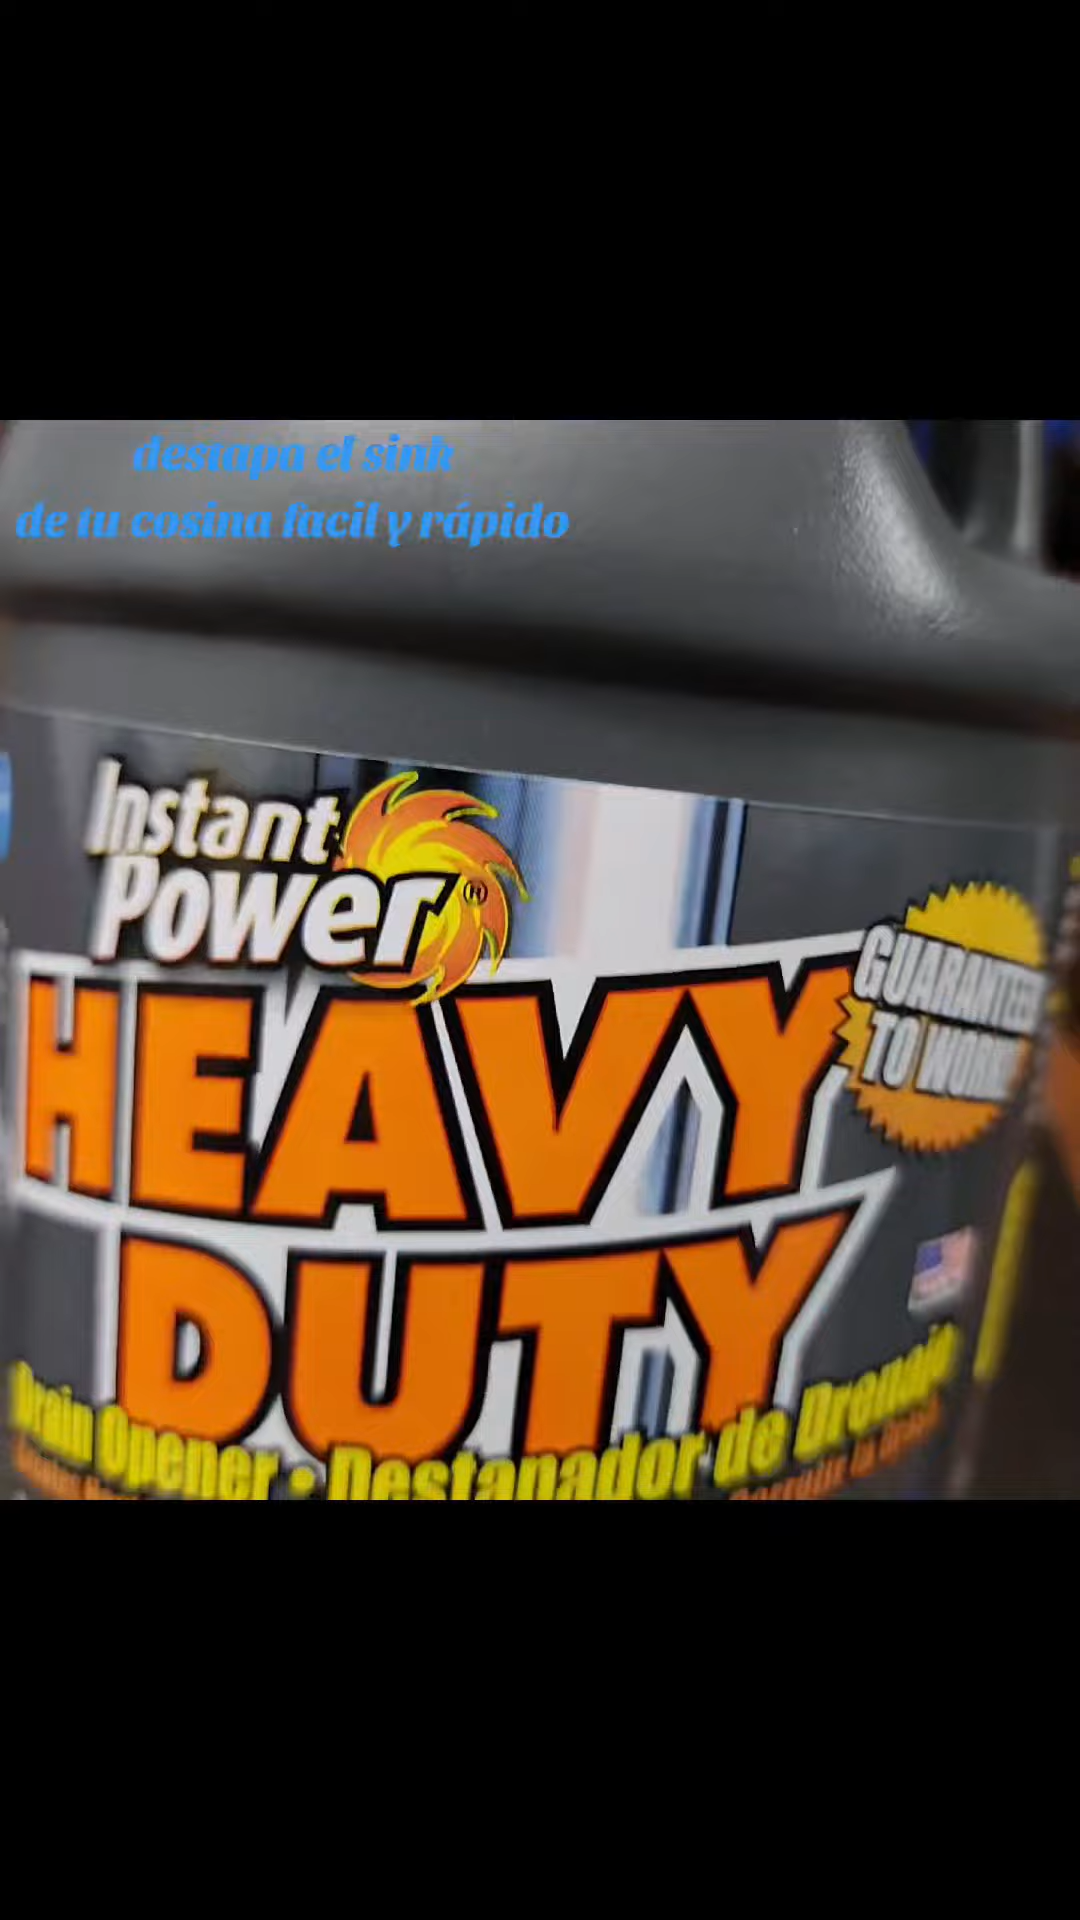 destapa el sink
de tu cosina facil y rápido
Instant
Power®
HEAVY
GUARANTEED
TO WORK
DUTY
Drain Opener • Destapador de Drenaje